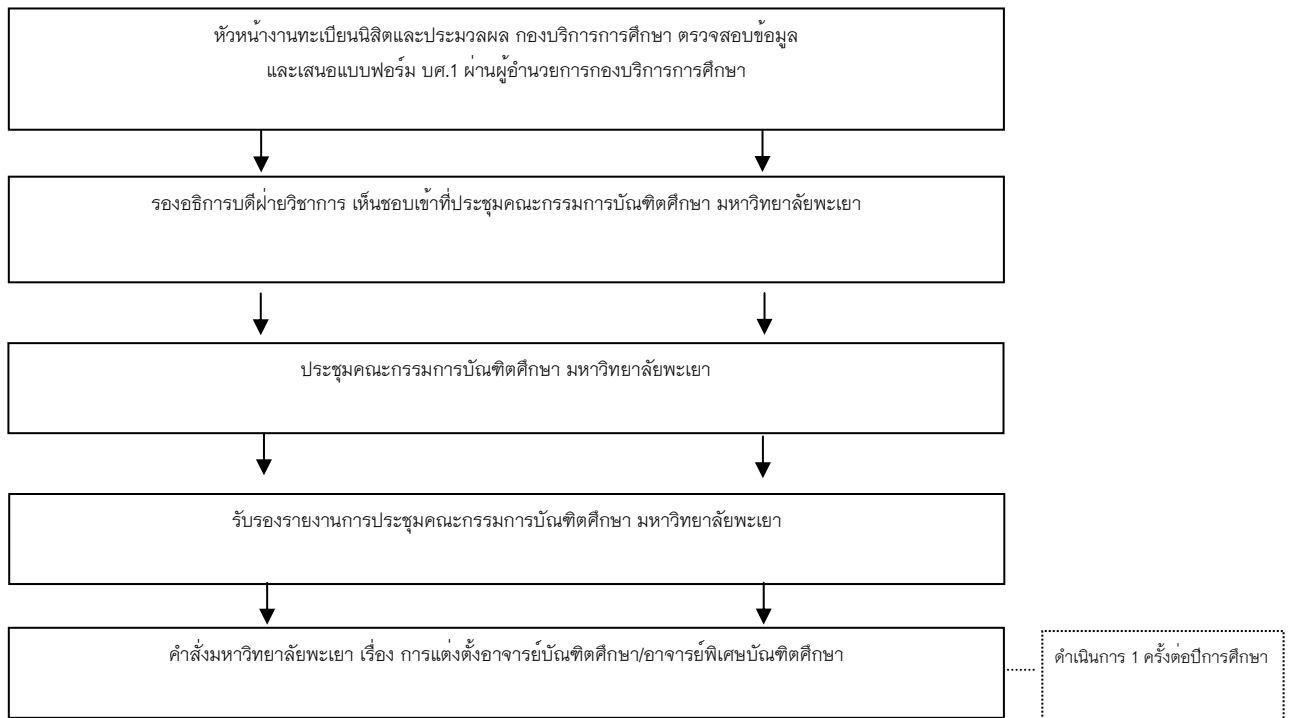 หัวหน้างานทะเบียนนิสิตและประมวลผล กองบริการการศึกษา ตรวจสอบข้อมูล
และเสนอแบบฟอร์ม บศ.1 ผ่านผู้อำนวยการกองบริการการศึกษา
รองอธิการบดีฝ่ายวิชาการ เห็นชอบเข้าที่ประชุมคณะกรรมการบัณฑิตศึกษา มหาวิทยาลัยพะเยา
ประชุมคณะกรรมการบัณฑิตศึกษา มหาวิทยาลัยพะเยา
รับรองรายงานการประชุมคณะกรรมการบัณฑิตศึกษา มหาวิทยาลัยพะเยา
คำสั่งมหาวิทยาลัยพะเยา เรื่อง การแต่งตั้งอาจารย์บัณฑิตศึกษา/อาจารย์พิเศษบัณฑิตศึกษา
ดำเนินการ 1 ครั้งต่อปีการศึกษา